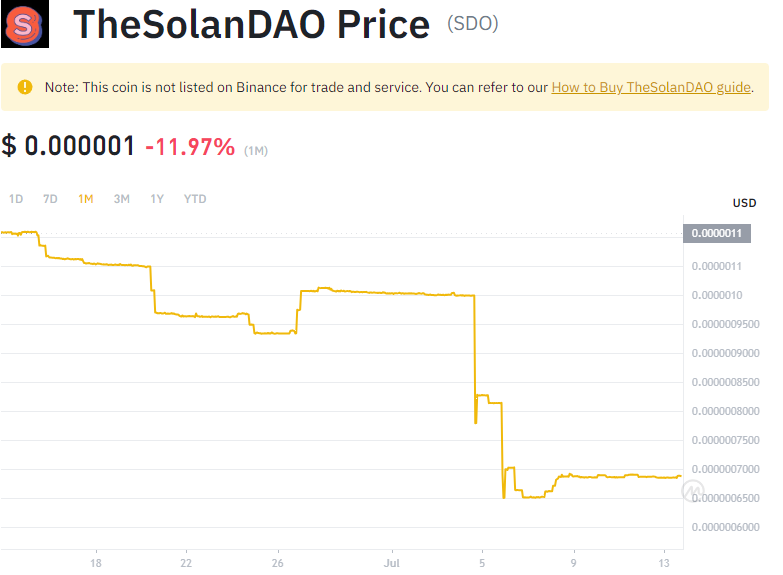 TheSolanDAO Price (SDO)
Note: This coin is not listed on Binance for trade and service. You can refer to our How to Buy TheSolanDAO guide.
$ 0.000001 -11.97% (1M)
1D 7D 1M 3M 1Y YTD
USD
0.0000011
0.0000011
0.0000010
0.0000009500
0.0000009000
0.0000008500
0.0000008000
0.0000007500
0.0000007000
0.0000006500
0.0000006000
18 22 26 Jul 5 9 13